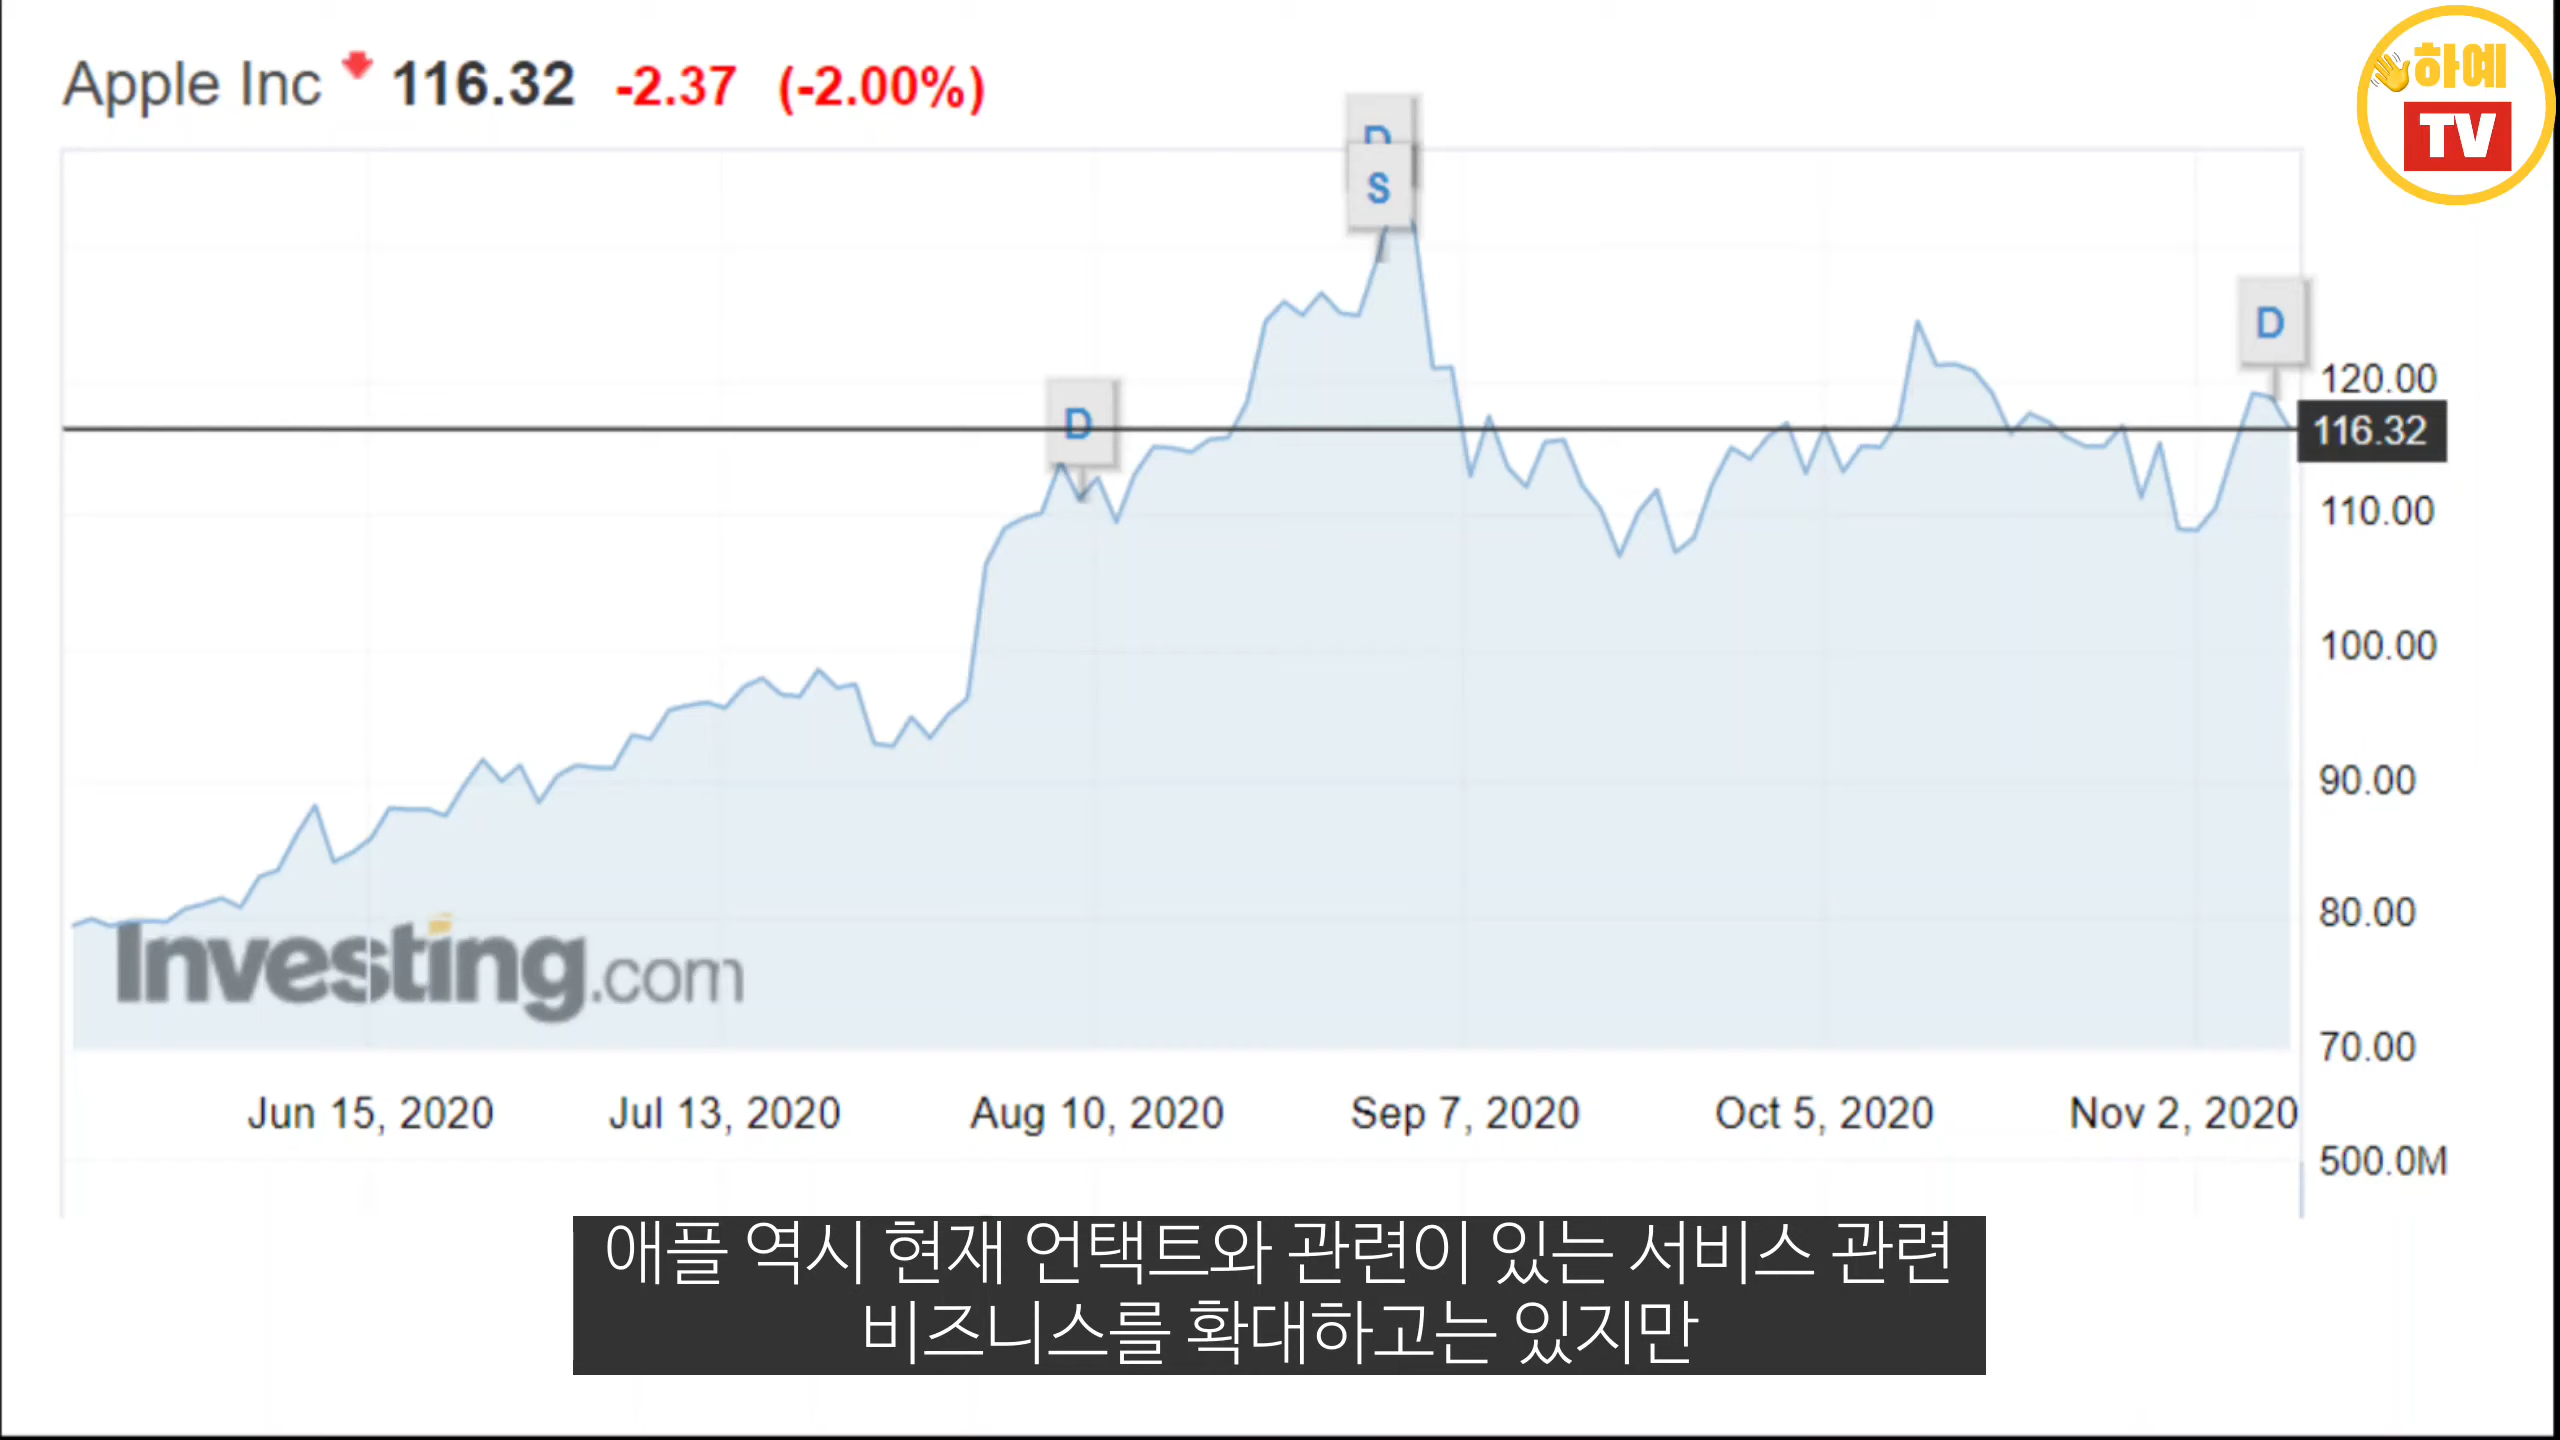 Apple Inc 116.32 -2.37 (-2.00%)
하예
TV
D
S
D
D
120.00
116.32
110.00
100.00
90.00
80.00
70.00
Investing.com
Jun 15, 2020 Jul 13, 2020 Aug 10, 2020 Sep 7, 2020 Oct 5, 2020 Nov 2, 2020
500.0M
애플 역시 현재 언택트와 관련이 있는 서비스 관련
비즈니스를 확대하고는 있지만